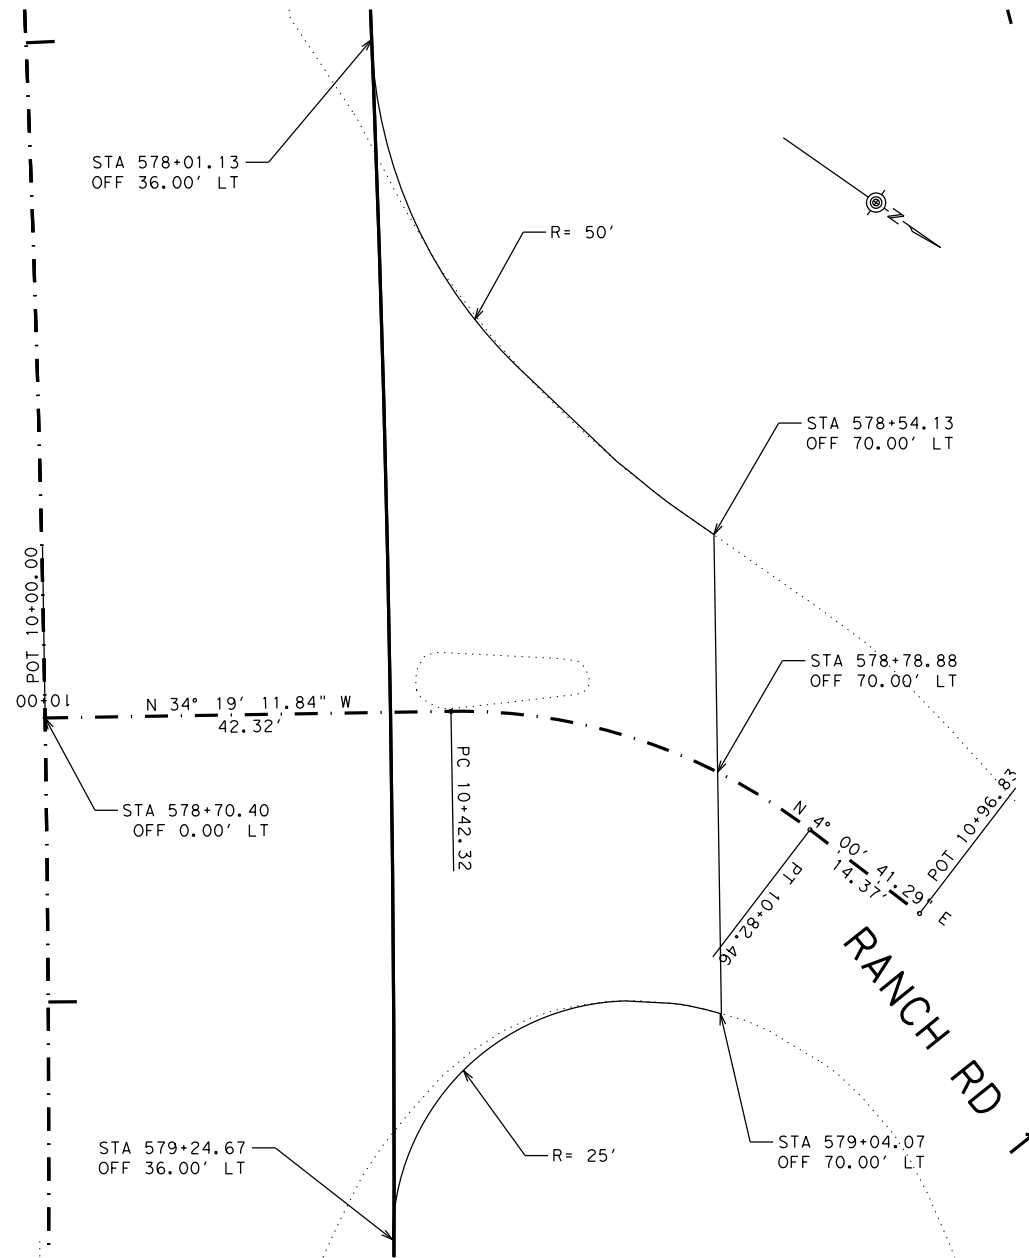 STA 578+01.13
OFF 36.00' LT
R= 50'
N
STA 578+54.13
OFF 70.00' LT
POT 10+00.00
10+00
N 34° 19' 11.84" W
42.32'
STA 578+78.88
OFF 70.00' LT
PC 10+42.32
STA 578+70.40
OFF 0.00' LT
N 4° 00' 41.29" E
14.37'
POT 10+96.83
PT 10+82.46
RANCH RD
STA 579+24.67
OFF 36.00' LT
R= 25'
STA 579+04.07
OFF 70.00' LT